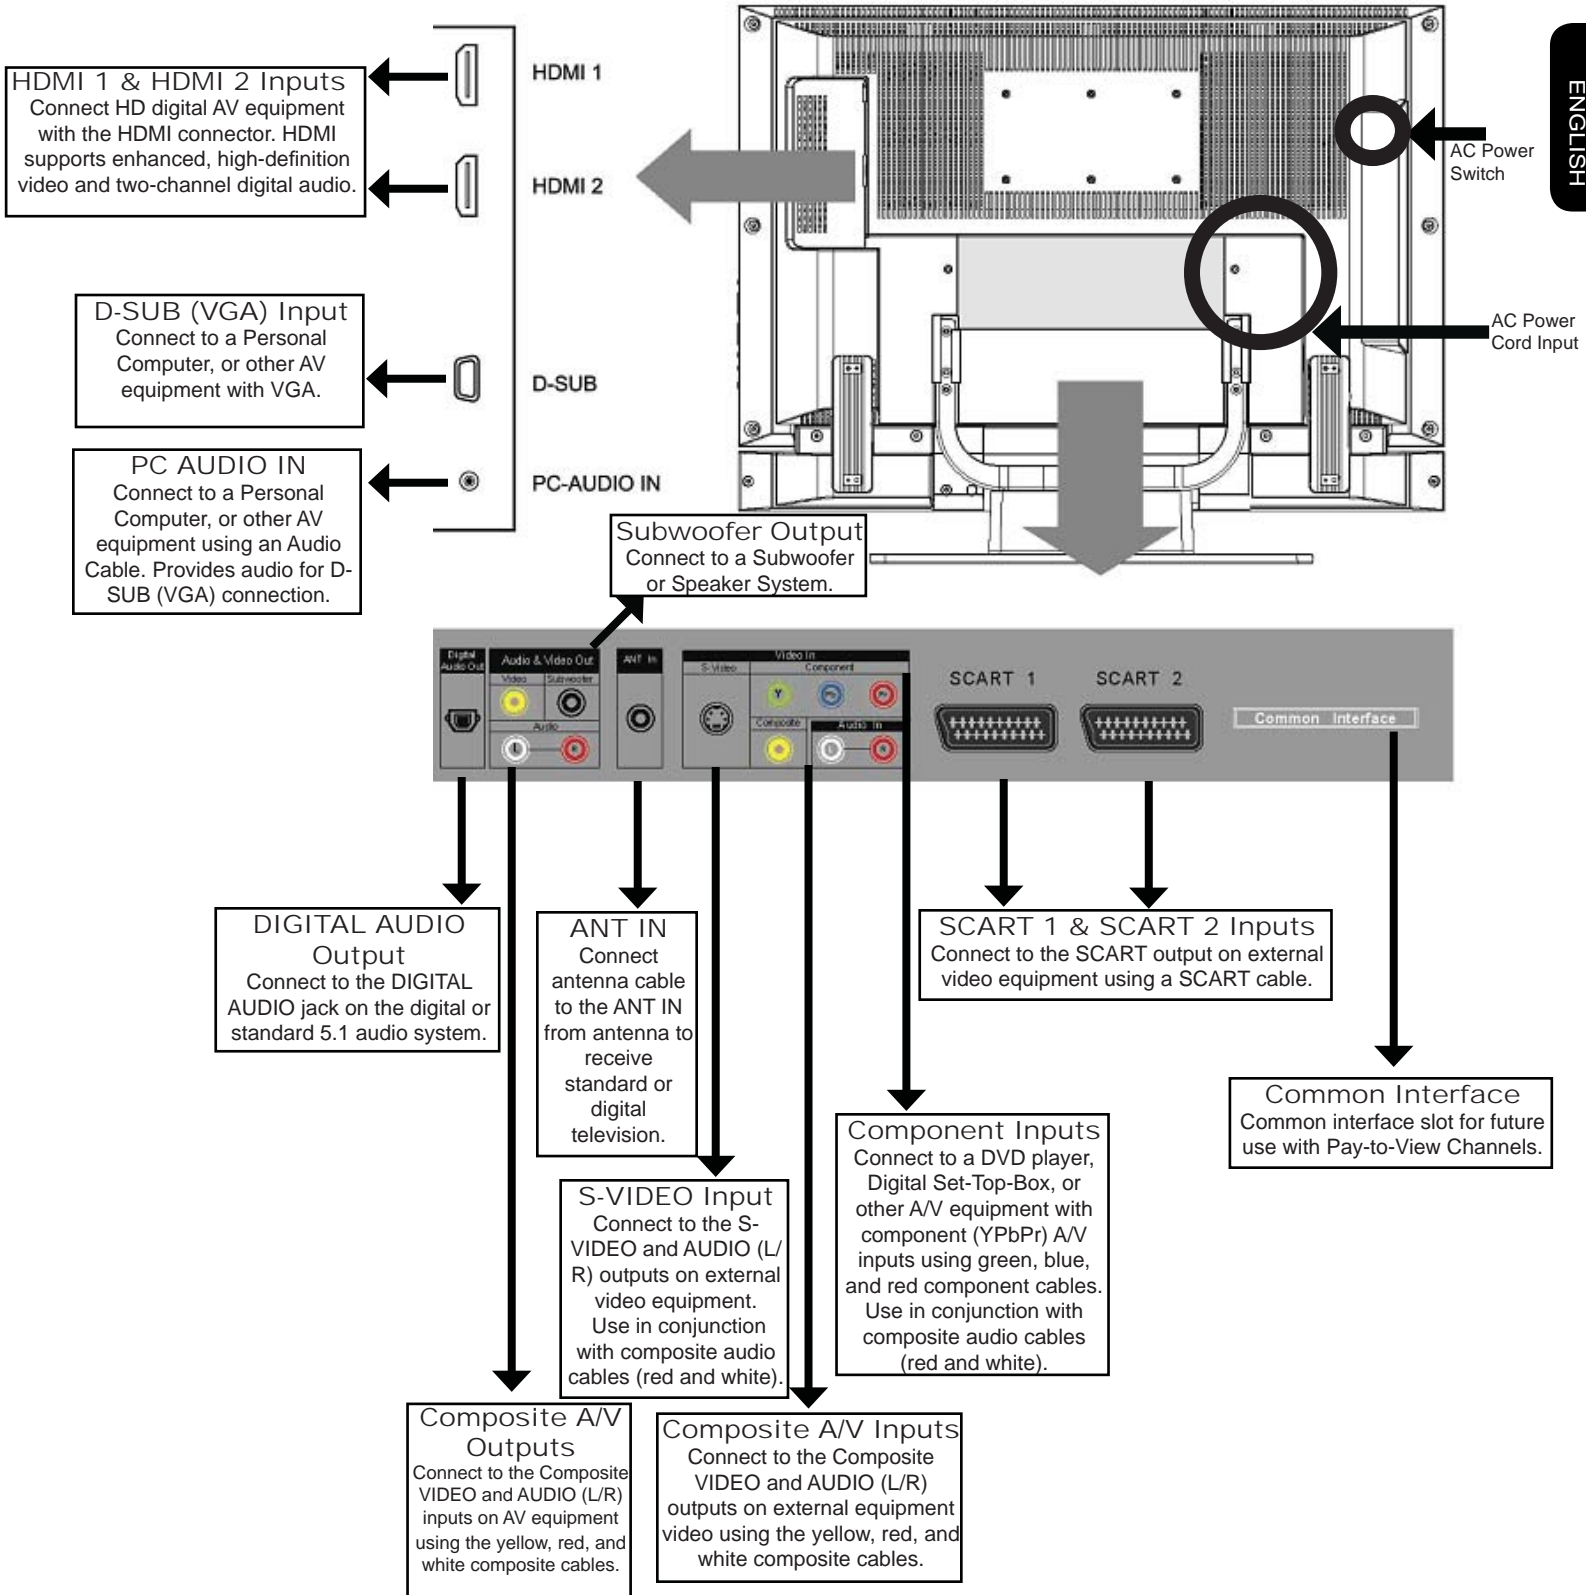 ENGLISH
HDMI 1 & HDMI 2 Inputs
Connect HD digital AV equipment
with the HDMI connector. HDMI
supports enhanced, high-definition
video and two-channel digital audio.
HDMI 1
HDMI 2
AC Power
Switch
AC Power
Cord Input
D-SUB (VGA) Input
Connect to a Personal
Computer, or other AV
equipment with VGA.
D-SUB
PC AUDIO IN
Connect to a Personal
Computer, or other AV
equipment using an Audio
Cable. Provides audio for D-
SUB (VGA) connection.
PC-AUDIO IN
Subwoofer Output
Connect to a Subwoofer
or Speaker System.
Digital
Audio Out
Audio & Video Out
Video
Subwoofer
Audio
L
R
ANT In
Video In
S-Video
Component
Y
Pb
Pr
Composite
Audio In
L
R
SCART 1
SCART 2
Common Interface
DIGITAL AUDIO
Output
Connect to the DIGITAL
AUDIO jack on the digital or
standard 5.1 audio system.
ANT IN
Connect
antenna cable
to the ANT IN
from antenna to
receive
standard or
digital
television.
SCART 1 & SCART 2 Inputs
Connect to the SCART output on external
video equipment using a SCART cable.
Common Interface
Common interface slot for future
use with Pay-to-View Channels.
Component Inputs
Connect to a DVD player,
Digital Set-Top-Box, or
other A/V equipment with
component (YPbPr) A/V
inputs using green, blue,
and red component cables.
Use in conjunction with
composite audio cables
(red and white).
S-VIDEO Input
Connect to the S-
VIDEO and AUDIO (L/
R) outputs on external
video equipment.
Use in conjunction
with composite audio
cables (red and white).
Composite A/V
Outputs
Connect to the Composite
VIDEO and AUDIO (L/R)
inputs on AV equipment
using the yellow, red, and
white composite cables.
Composite A/V Inputs
Connect to the Composite
VIDEO and AUDIO (L/R)
outputs on external equipment
video using the yellow, red, and
white composite cables.